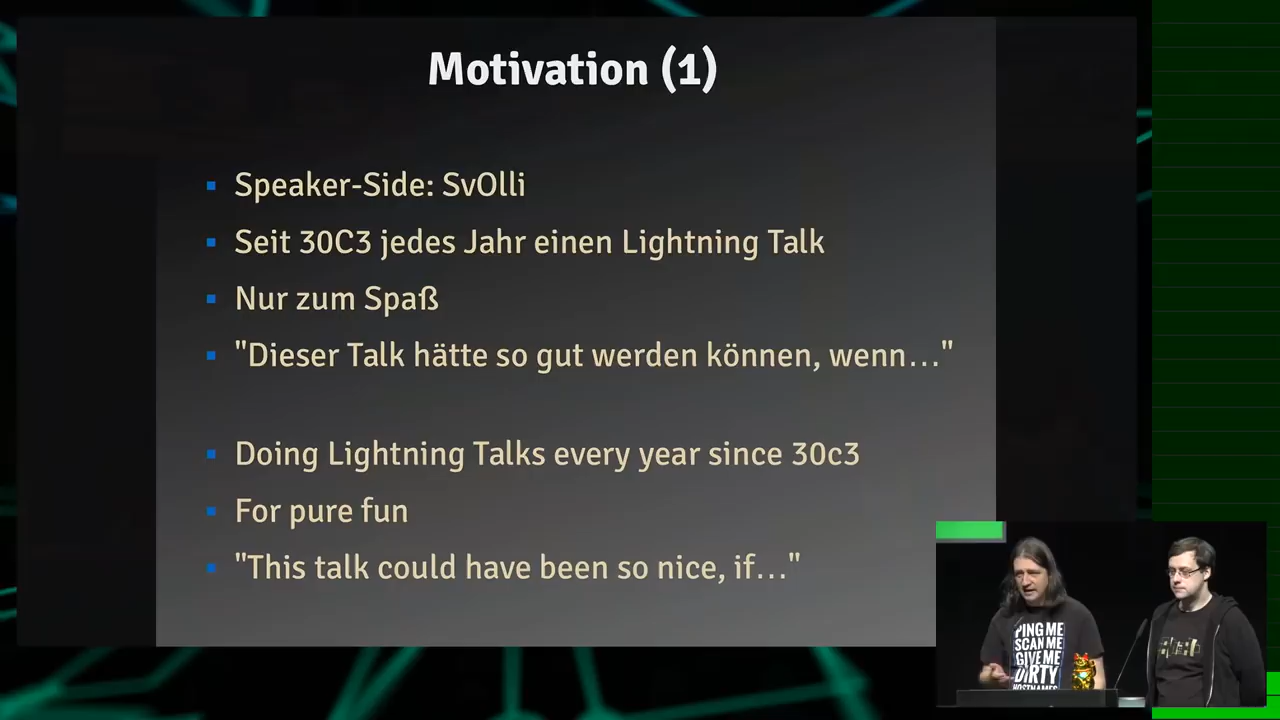 Motivation (1)
Speaker-Side: SvOlli
Seit 30C3 jedes Jahr einen Lightning Talk
Nur zum Spaß
"Dieser Talk hätte so gut werden können, wenn…"
Doing Lightning Talks every year since 30c3
For pure fun
"This talk could have been so nice, if…"
PING ME
SCAN ME
GIVE ME
DIRTY
HOSTNAMES